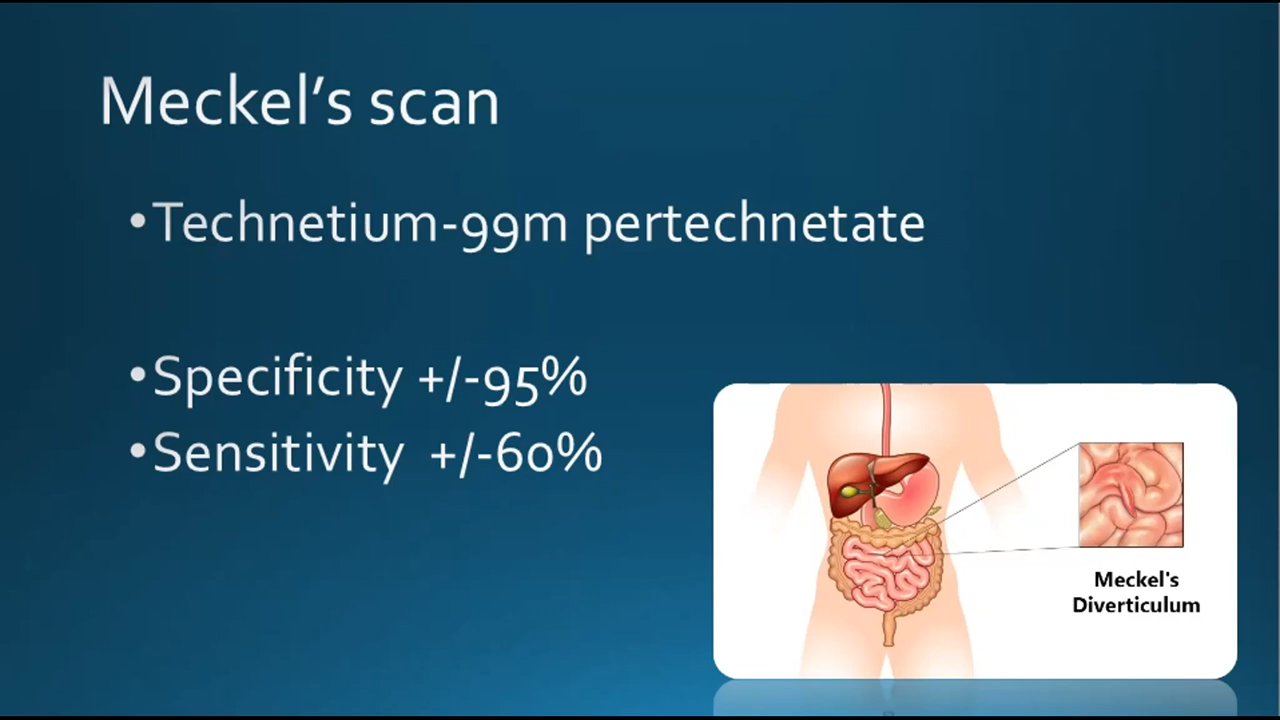 Meckel’s scan
•Technetium-99m pertechnetate
•Specificity +/-95%
•Sensitivity +/-60%
Meckel's
Diverticulum